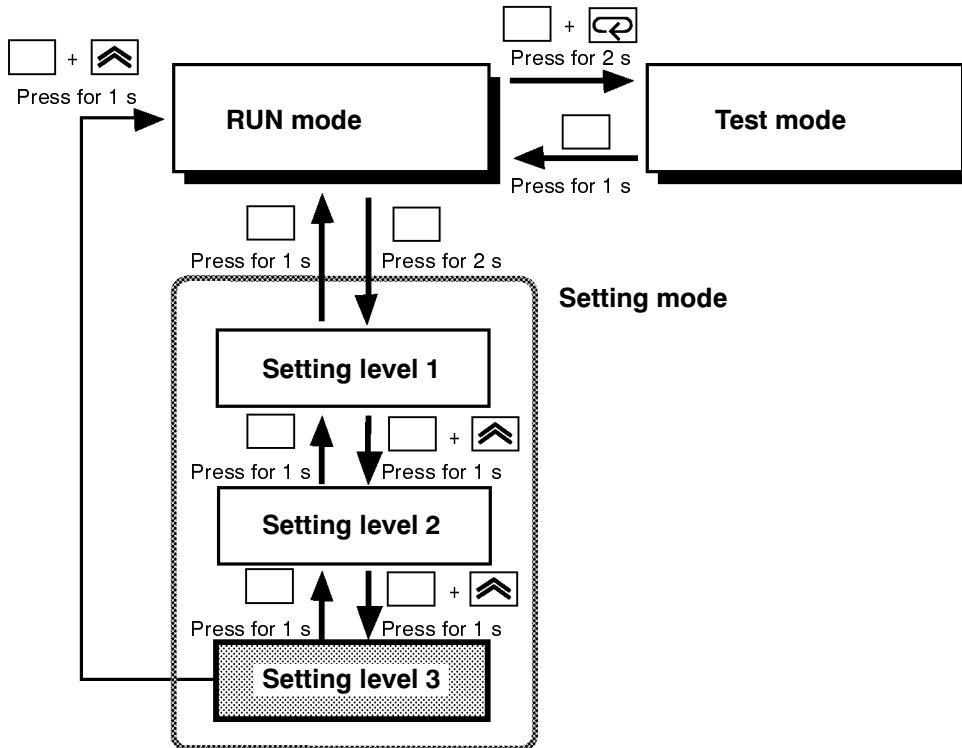 +
Press for 2 s
+
Press for 1 s
RUN mode
Test mode
Press for 1 s
Press for 1 s
Press for 2 s
Setting mode
Setting level 1
+
Press for 1 s
Press for 1 s
Setting level 2
+
Press for 1 s
Press for 1 s
Setting level 3